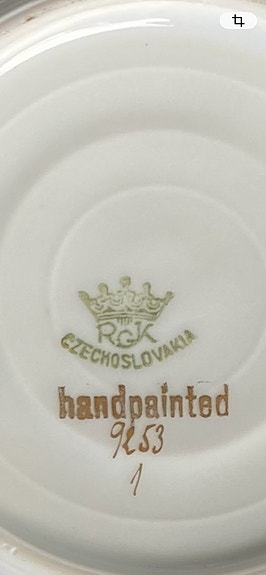 RGK
CZECHOSLOVAKIA
handpainted
9253
1